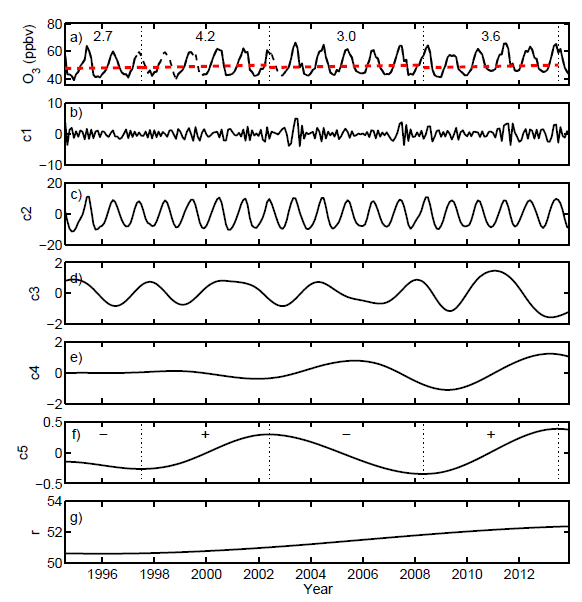 a) 2.7 4.2 3.0 3.6
80
60
40
O3 (ppbv)
b)
10
0
−10
c1
c)
20
0
−20
c2
d)
2
0
−2
c3
e)
2
0
−2
c4
f) − + − +
0.5
0
−0.5
c5
g)
54
52
50
r
1996 1998 2000 2002 2004 2006 2008 2010 2012
Year